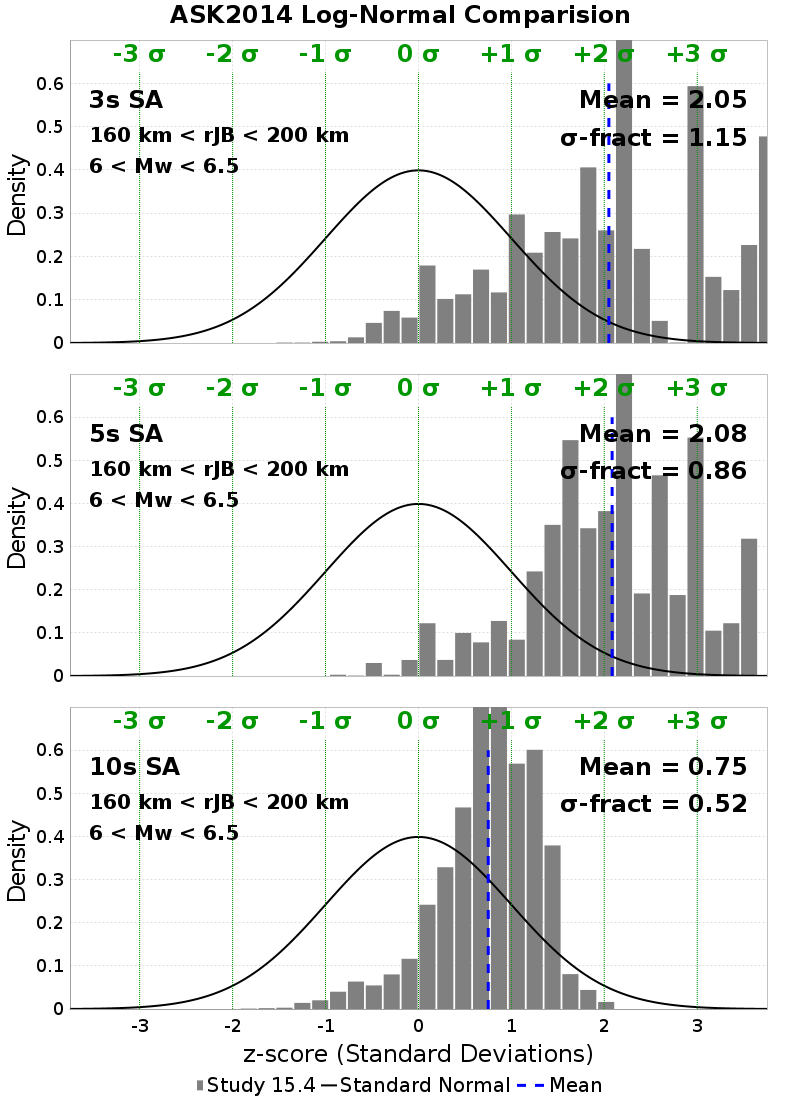 ASK2014 Log-Normal Comparision
-3 σ -2 σ -1 σ 0 σ +1 σ +2 σ +3 σ
0.6
3s SA
Mean = 2.05
0.5
160 km < rJB < 200 km
σ-fract = 1.15
6 < Mw < 6.5
0.4
Density
0.3
0.2
0.1
0
-3 σ -2 σ -1 σ 0 σ +1 σ +2 σ +3 σ
0.6
5s SA
Mean = 2.08
0.5
160 km < rJB < 200 km
σ-fract = 0.86
6 < Mw < 6.5
0.4
Density
0.3
0.2
0.1
0
-3 σ -2 σ -1 σ 0 σ +1 σ +2 σ +3 σ
0.6
10s SA
Mean = 0.75
0.5
160 km < rJB < 200 km
σ-fract = 0.52
6 < Mw < 6.5
0.4
Density
0.3
0.2
0.1
0
-3 -2 -1 0 1 2 3
z-score (Standard Deviations)
Study 15.4 Standard Normal Mean